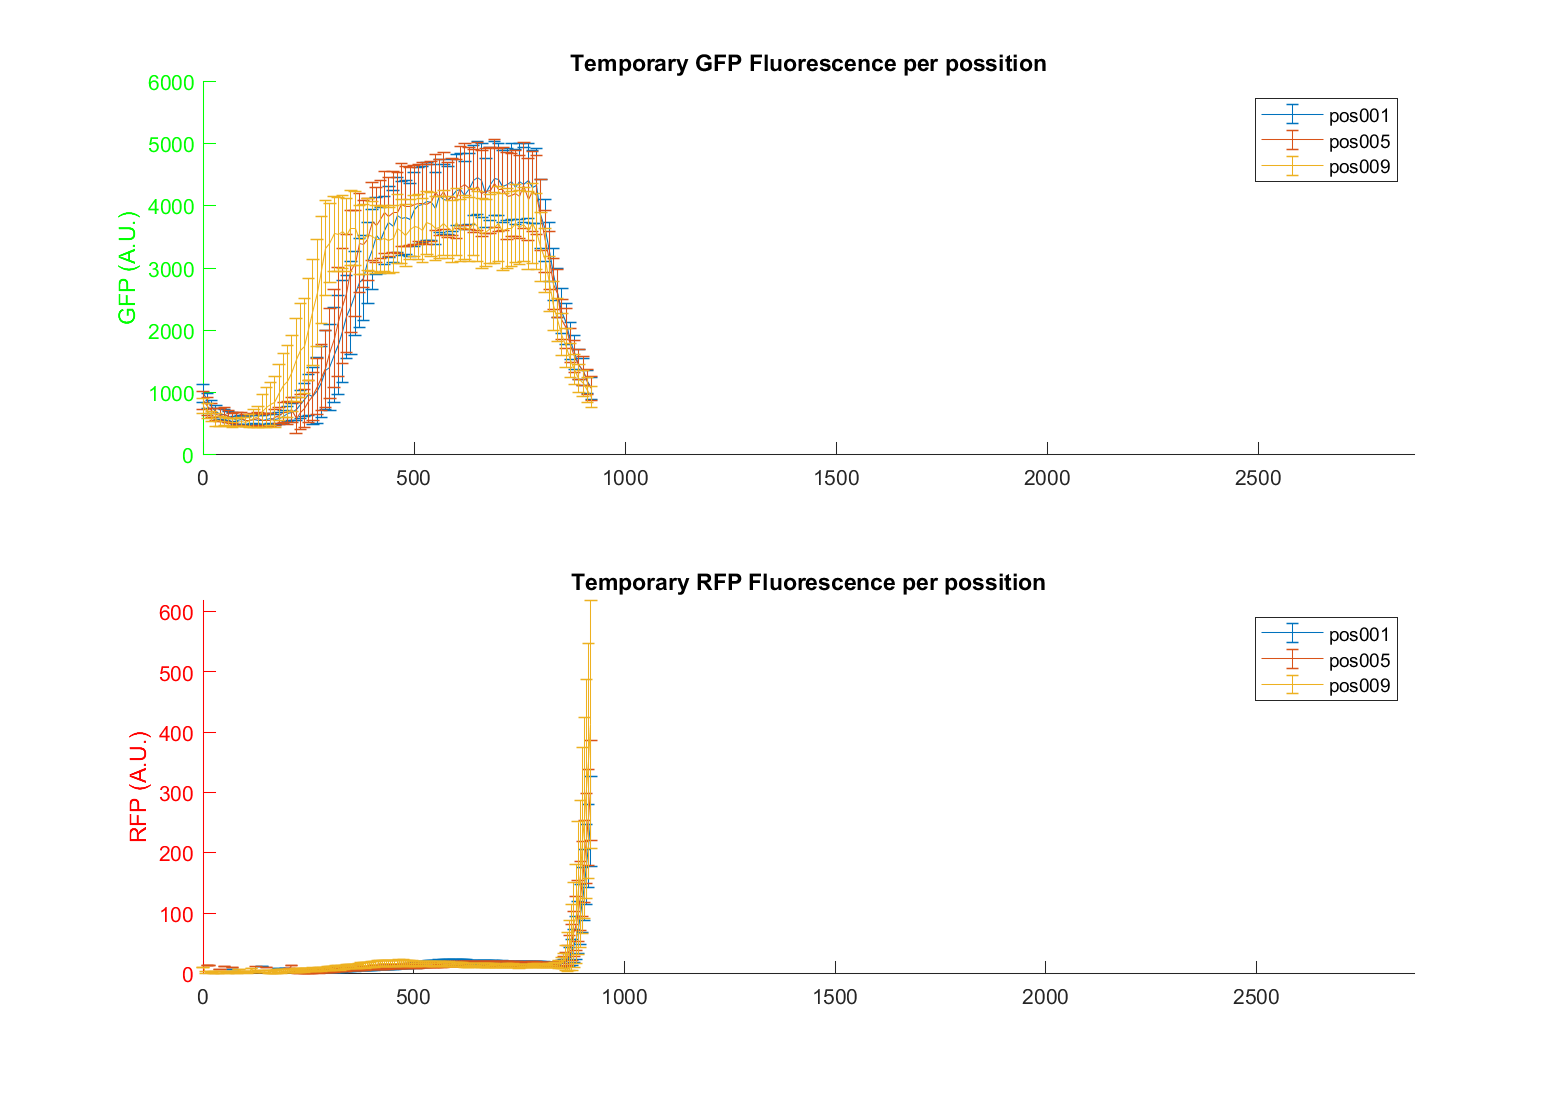 Temporary GFP Fluorescence per possition
6000
5000
4000
3000
2000
1000
0
GFP (A.U.)
0 500 1000 1500 2000 2500
pos001
pos005
pos009
Temporary RFP Fluorescence per possition
600
500
400
300
200
100
0
RFP (A.U.)
0 500 1000 1500 2000 2500
pos001
pos005
pos009